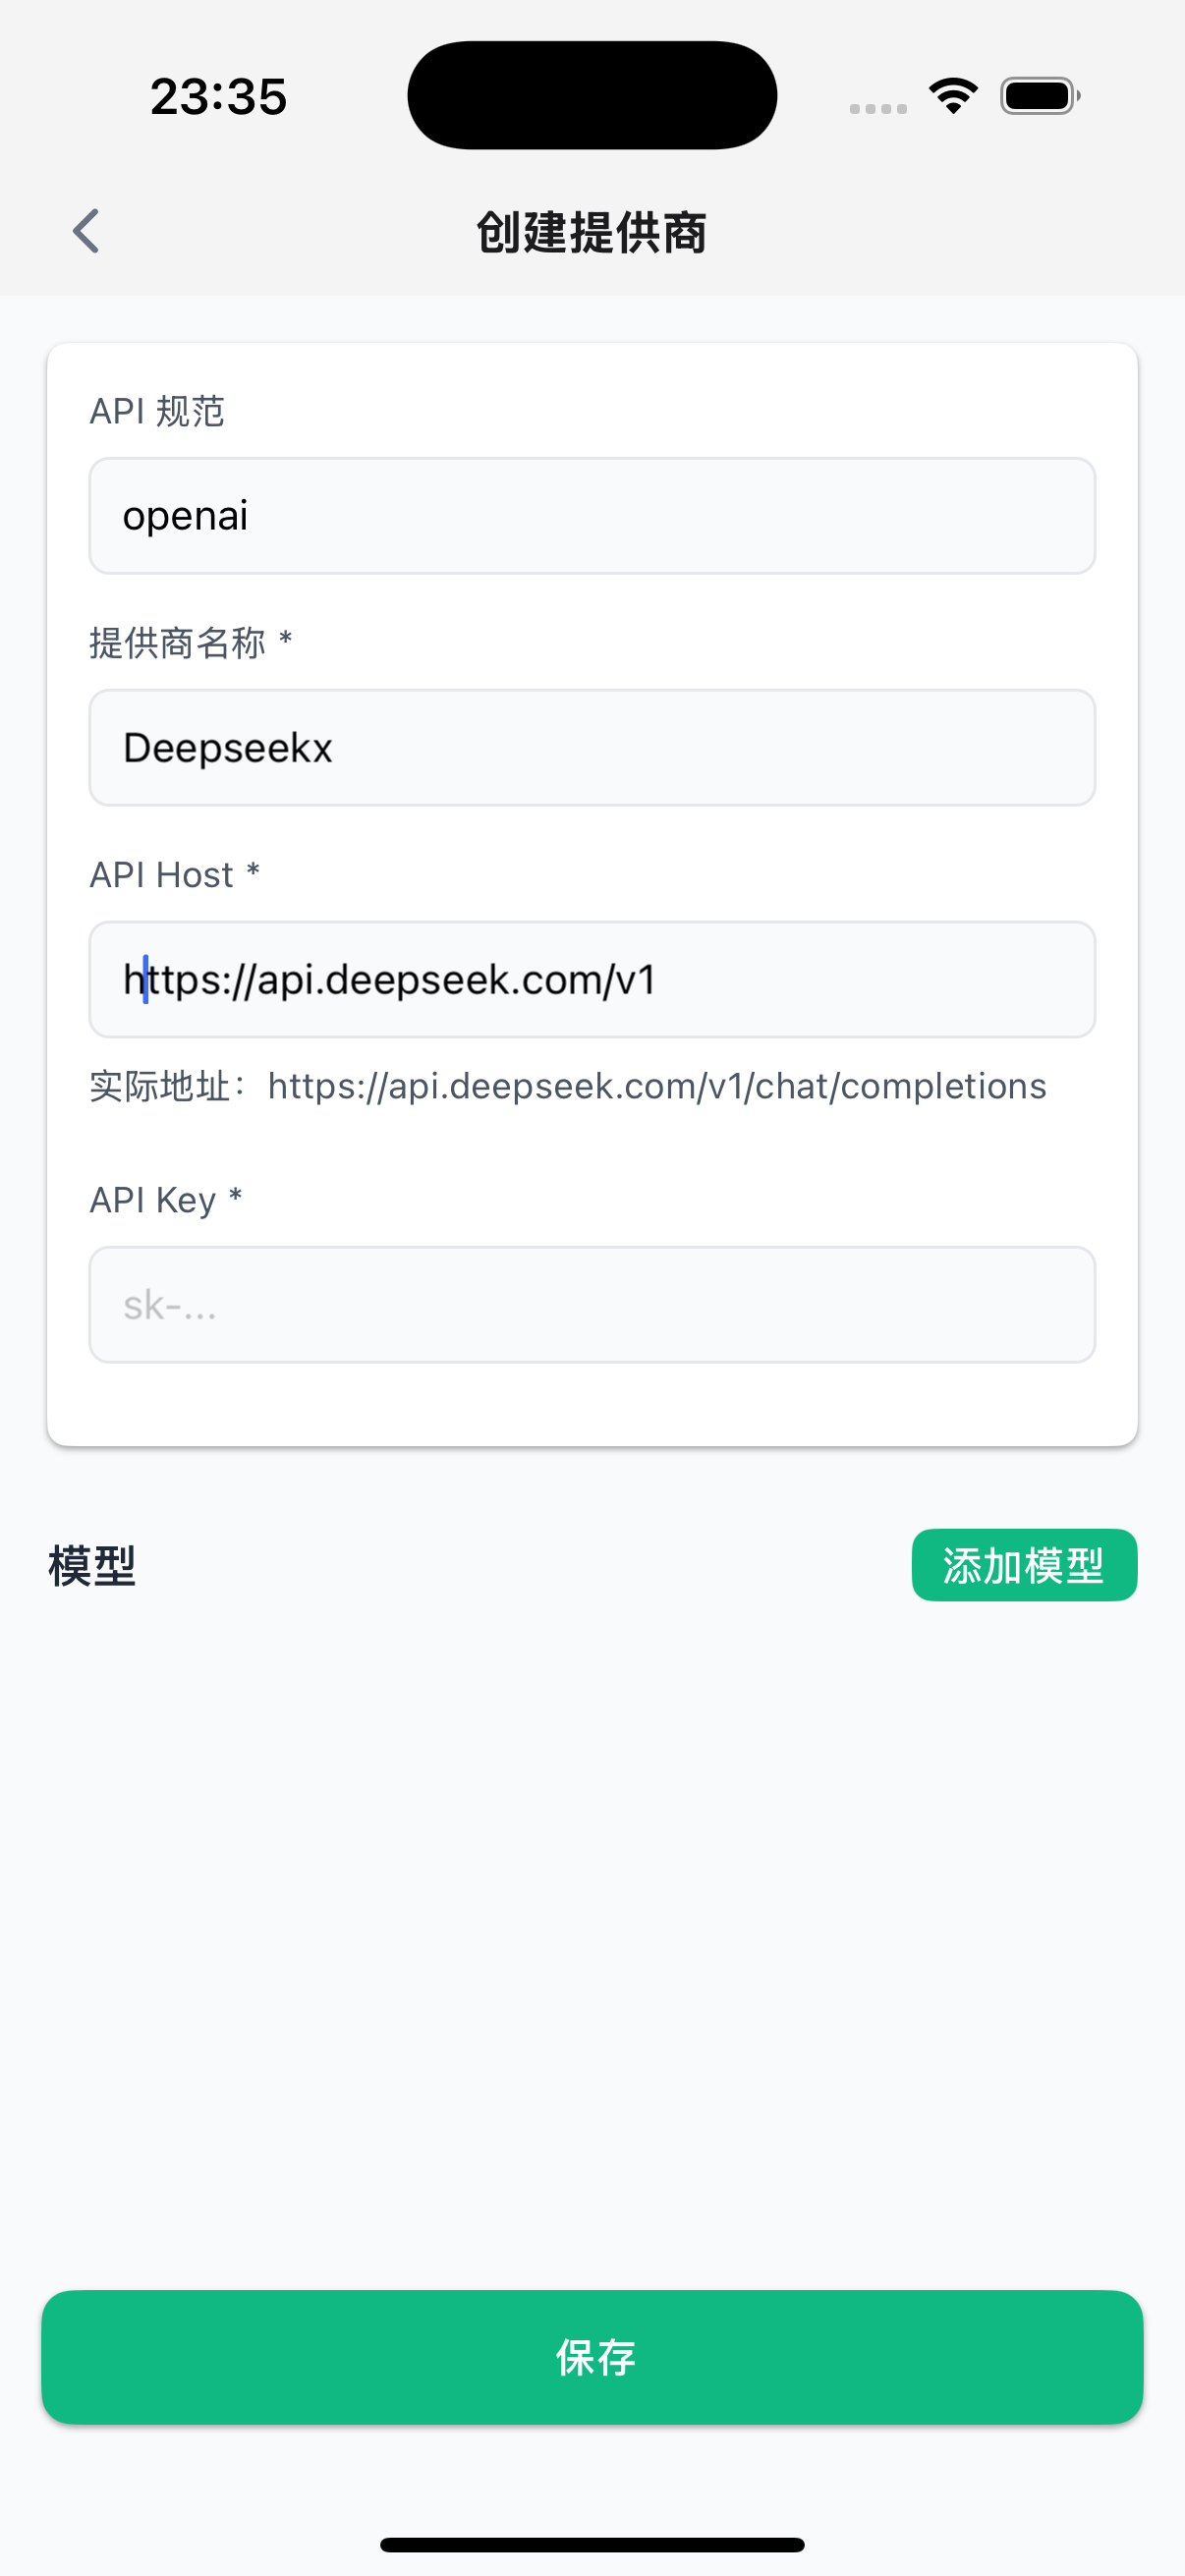 23:35
创建提供商
API 规范
openai
提供商名称 *
Deepseekx
API Host *
https://api.deepseek.com/v1
实际地址：https://api.deepseek.com/v1/chat/completions
API Key *
sk-...
模型
添加模型
保存